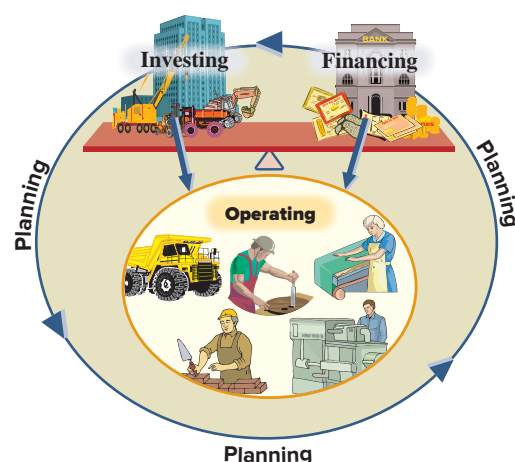 BANK
Investing
Financing
Planning
Planning
Operating
Planning